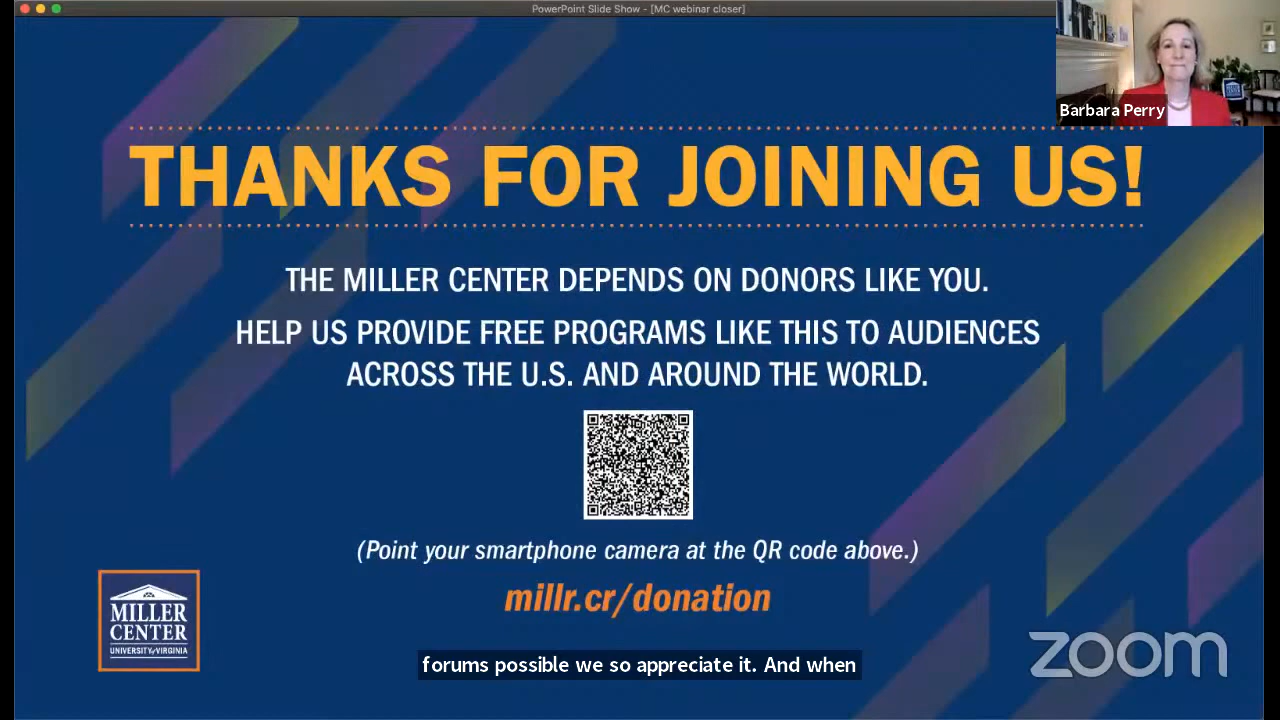 PowerPoint Slide Show - [MC webinar closer]
Barbara Perry
THANKS FOR JOINING US!
THE MILLER CENTER DEPENDS ON DONORS LIKE YOU.
HELP US PROVIDE FREE PROGRAMS LIKE THIS TO AUDIENCES
ACROSS THE U.S. AND AROUND THE WORLD.
(Point your smartphone camera at the QR code above.)
millr.cr/donation
MILLER
CENTER
UNIVERSITY of VIRGINIA
forums possible we so appreciate it. And when
zoom